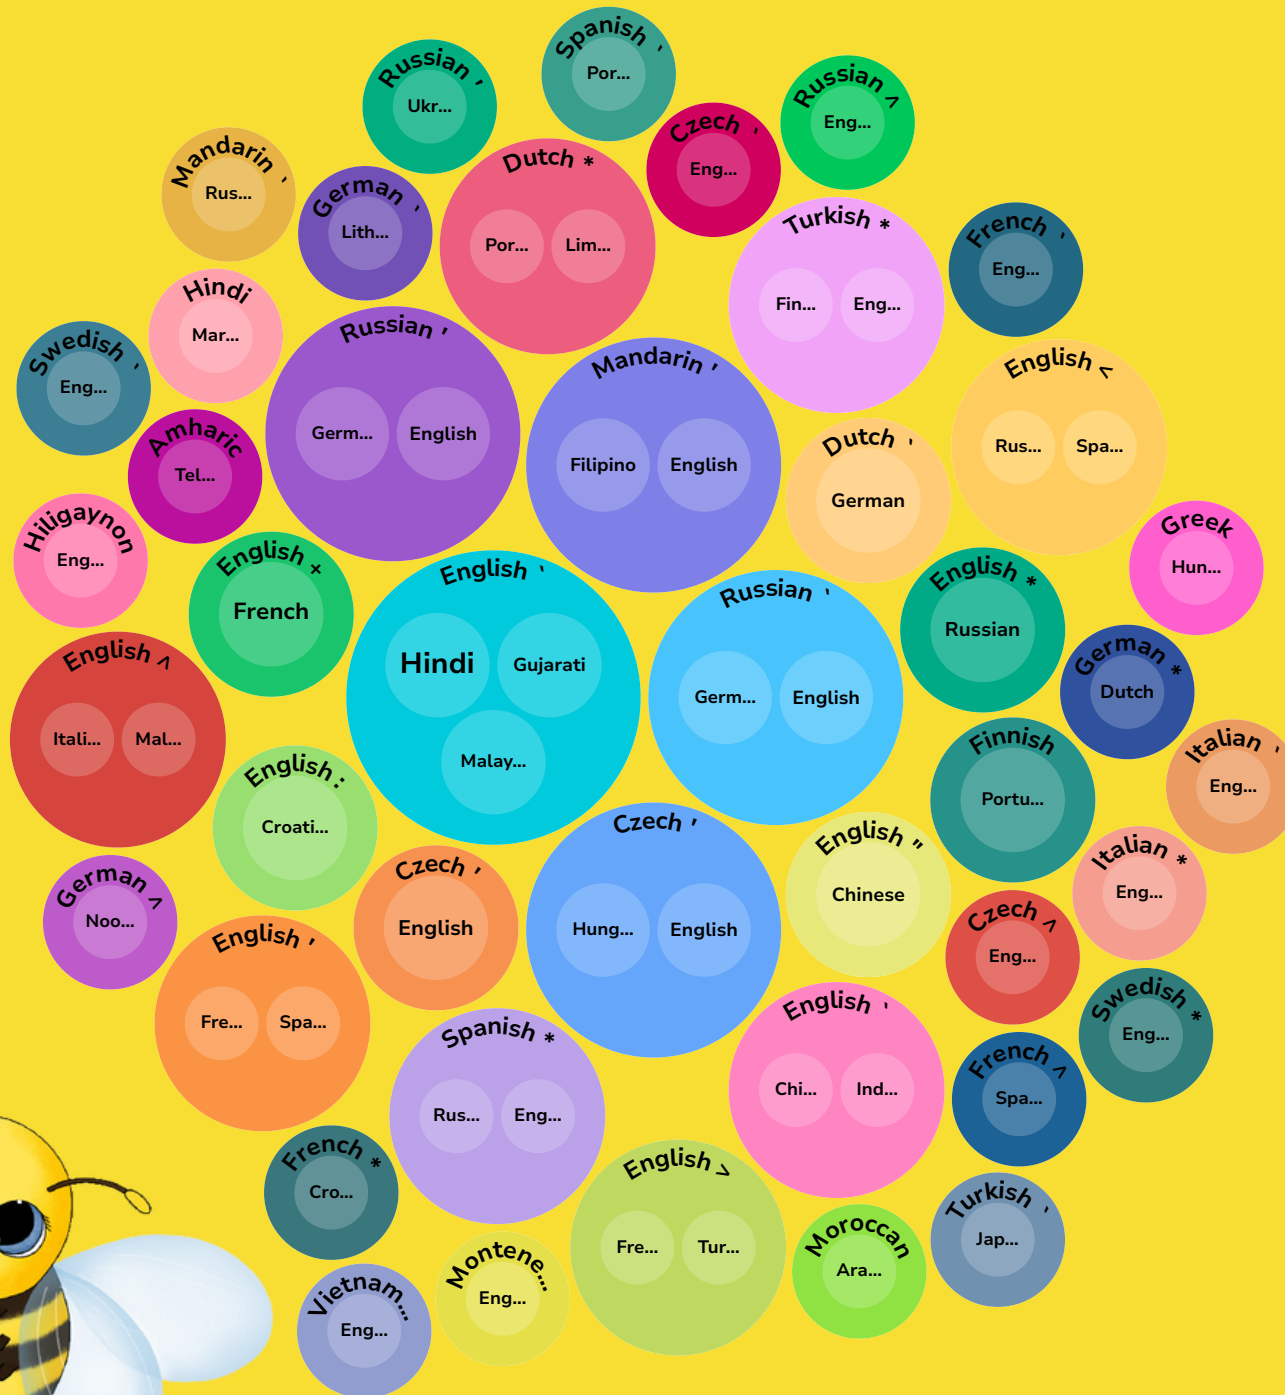 Spanish `
Por...
Russian ′
Ukr...
Russian ^
Eng...
Czech `
Eng...
Mandarin `
Rus...
German `
Lith...
Dutch *
Por...
Lim...
Turkish *
Fin...
Eng...
French `
Eng...
Hindi
Mar...
Swedish `
Eng...
Russian ′
Germ...
English
Mandarin ′
Filipino
English
English <
Rus...
Spa...
Amharic
Tel...
Dutch `
German
Hiligaynon
Eng...
English +
French
Greek
Hun...
English *
Russian
English `
Hindi
Gujarati
Malay...
Russian `
Germ...
English
German *
Dutch
English ^
Itali...
Mal...
Finnish
Portu...
Italian `
Eng...
English :
Croati...
Czech ′
English
Czech ′
Hung...
English
English "
Chinese
Italian *
Eng...
German ^
Noo...
Czech ^
Eng...
English ′
Fre...
Spa...
Swedish *
Eng...
Spanish *
Rus...
Eng...
English `
Chi...
Ind...
French ^
Spa...
French *
Cro...
English >
Fre...
Tur...
Turkish `
Jap...
Moroccan
Ara...
Montene...
Eng...
Vietnam...
Eng...